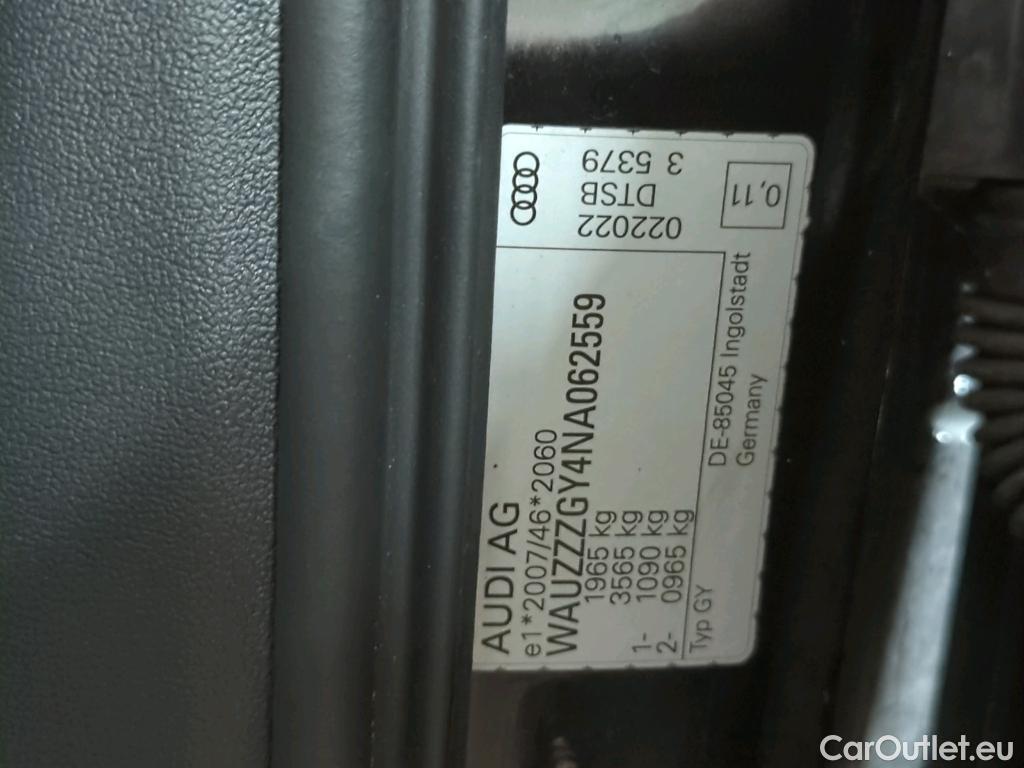 AUDI AG
e1*2007/46*2060
WAUZZZGY4NA062559
1965 kg
3565 kg
1- 1090 kg
2- 0965 kg
Typ GY
DE-85045 Ingolstadt
Germany
022022
DTSB
3 5379
0,11
CarOutlet.eu